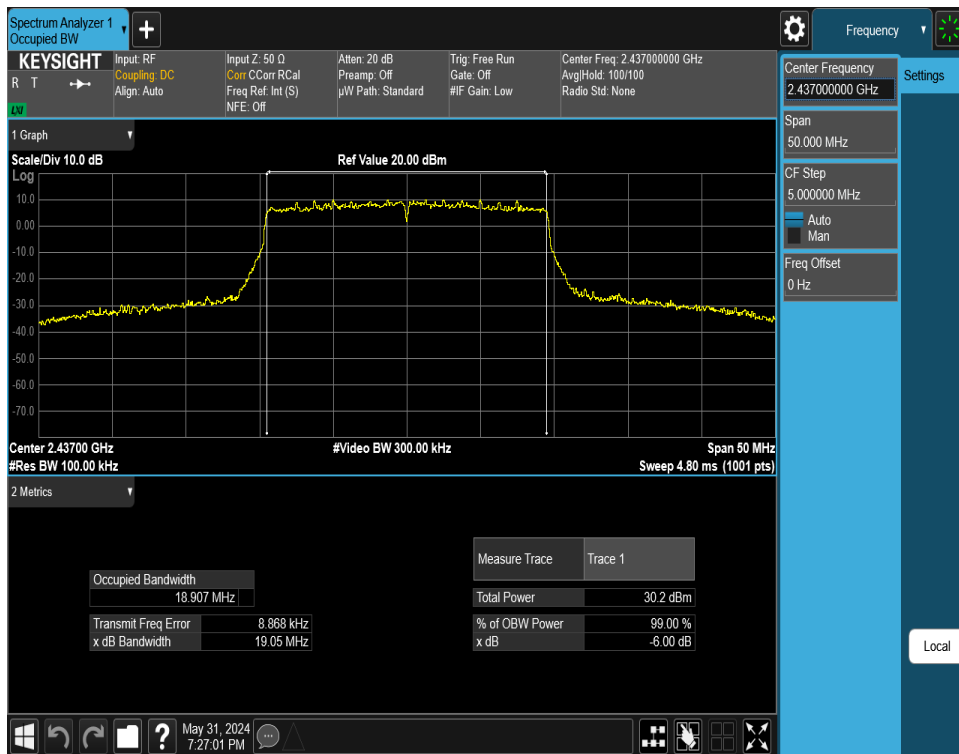 Spectrum Analyzer 1
Occupied BW
+
Frequency
KEYSIGHT
R T
LXI
Input: RF
Coupling: DC
Align: Auto
Input Z: 50 Ω
Corr CCorr RCal
Freq Ref: Int (S)
NFE: Off
Atten: 20 dB
Preamp: Off
µW Path: Standard
Trig: Free Run
Gate: Off
#IF Gain: Low
Center Freq: 2.437000000 GHz
Avg|Hold: 100/100
Radio Std: None
Center Frequency
2.437000000 GHz
Settings
Span
50.000 MHz
CF Step
5.000000 MHz
Auto
Man
Freq Offset
0 Hz
Local
1 Graph
Scale/Div 10.0 dB
Ref Value 20.00 dBm
Log
10.0
0.00
-10.0
-20.0
-30.0
-40.0
-50.0
-60.0
-70.0
Center 2.43700 GHz
#Video BW 300.00 kHz
Span 50 MHz
#Res BW 100.00 kHz
Sweep 4.80 ms (1001 pts)
2 Metrics
Occupied Bandwidth
18.907 MHz
Transmit Freq Error 8.868 kHz
x dB Bandwidth 19.05 MHz
Measure Trace Trace 1
Total Power 30.2 dBm
% of OBW Power 99.00 %
x dB -6.00 dB
?
May 31, 2024
7:27:01 PM